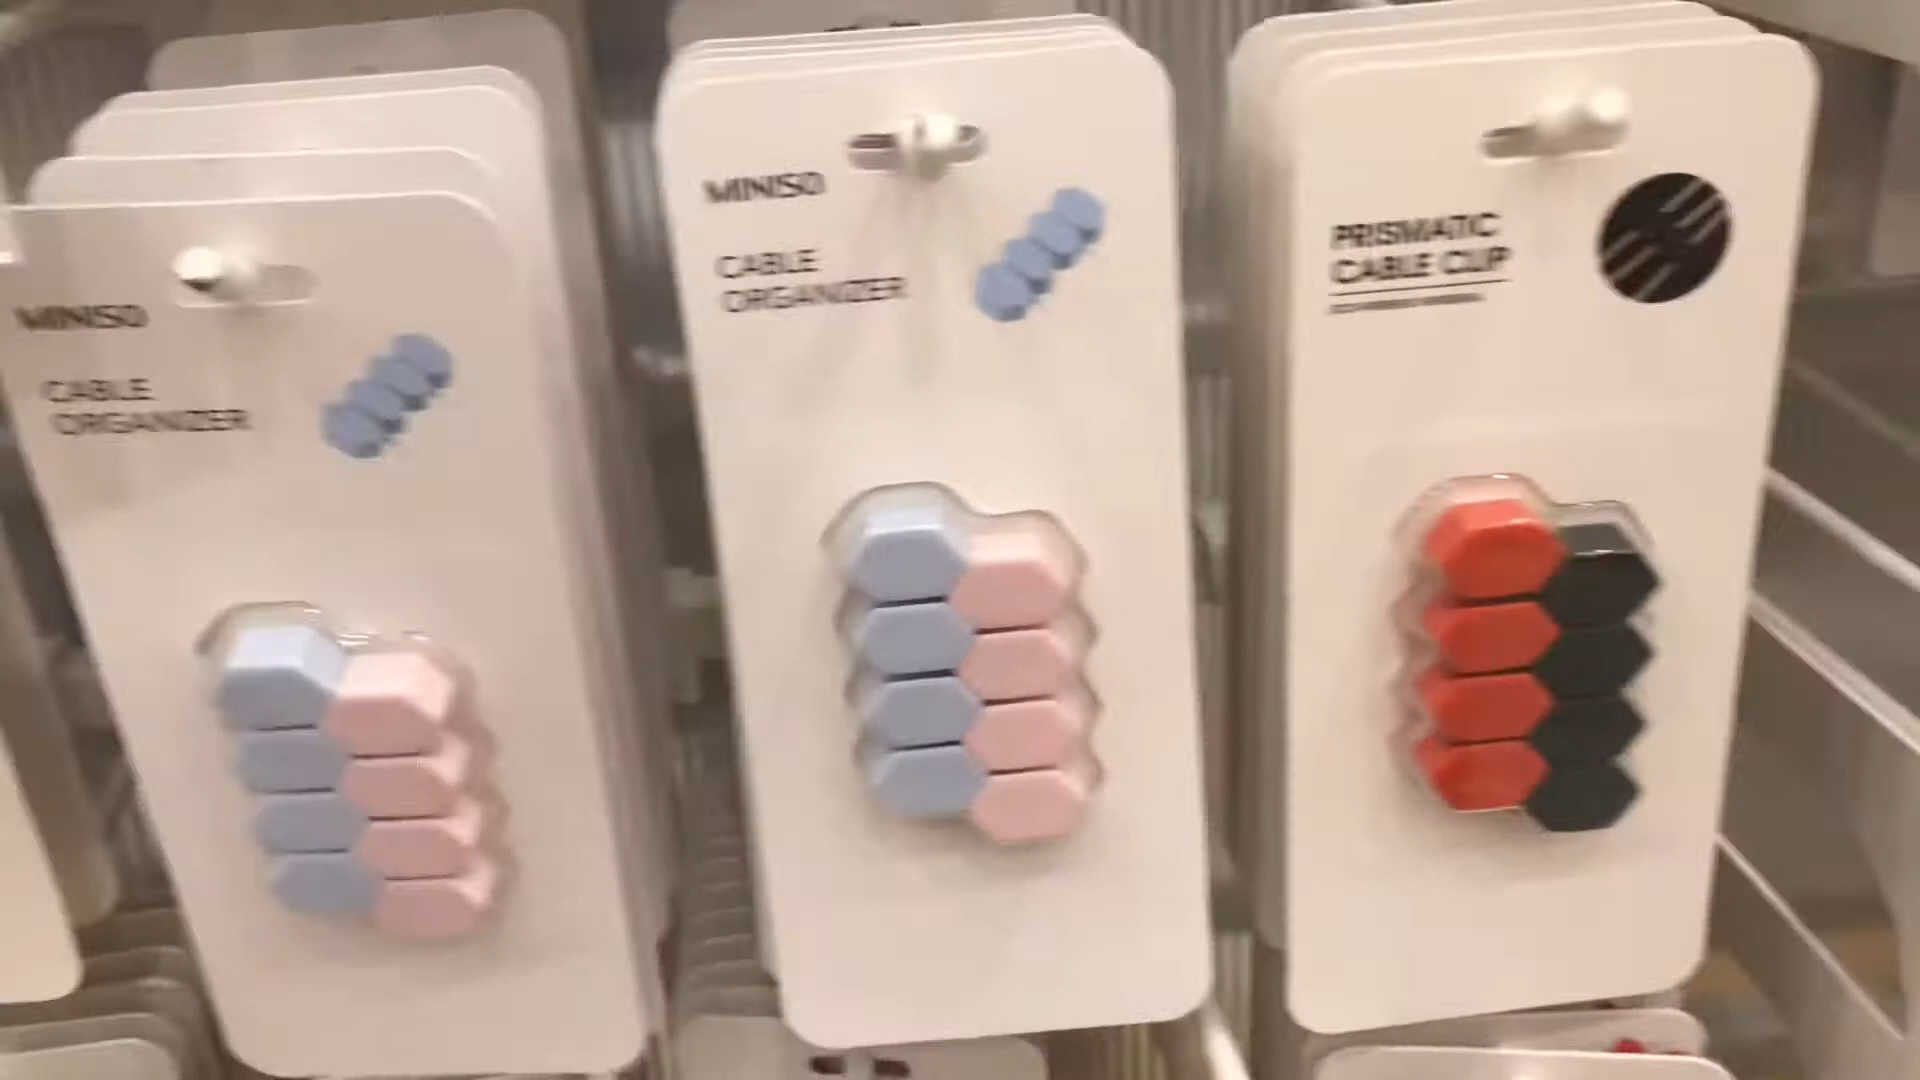 MINISO
CABLE
ORGANIZER
MINISO
CABLE
ORGANIZER
PRISMATIC
CABLE CLIP